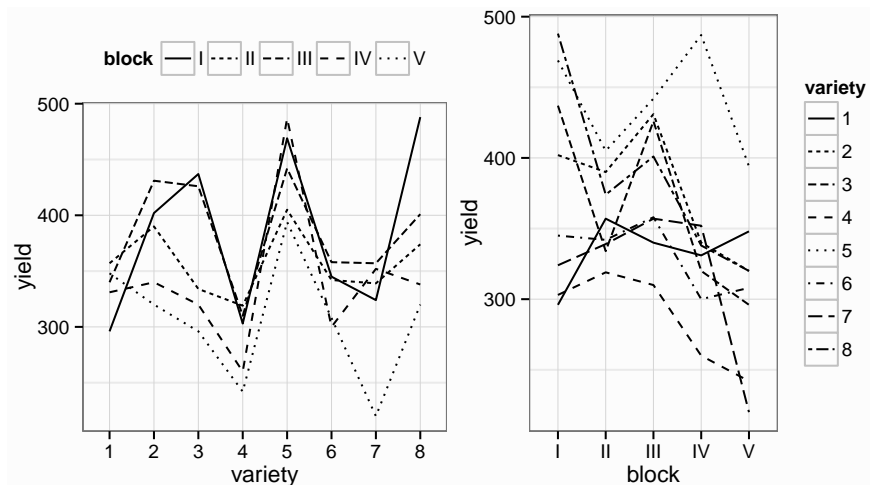 block I II III IV V
yield
500
400
300
1 2 3 4 5 6 7 8
variety
yield
500
400
300
I II III IV V
block
variety
1
2
3
4
5
6
7
8